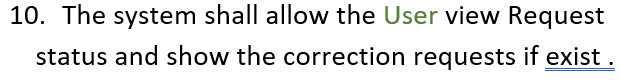 10. The system shall allow the User view Request
status and show the correction requests if exist .